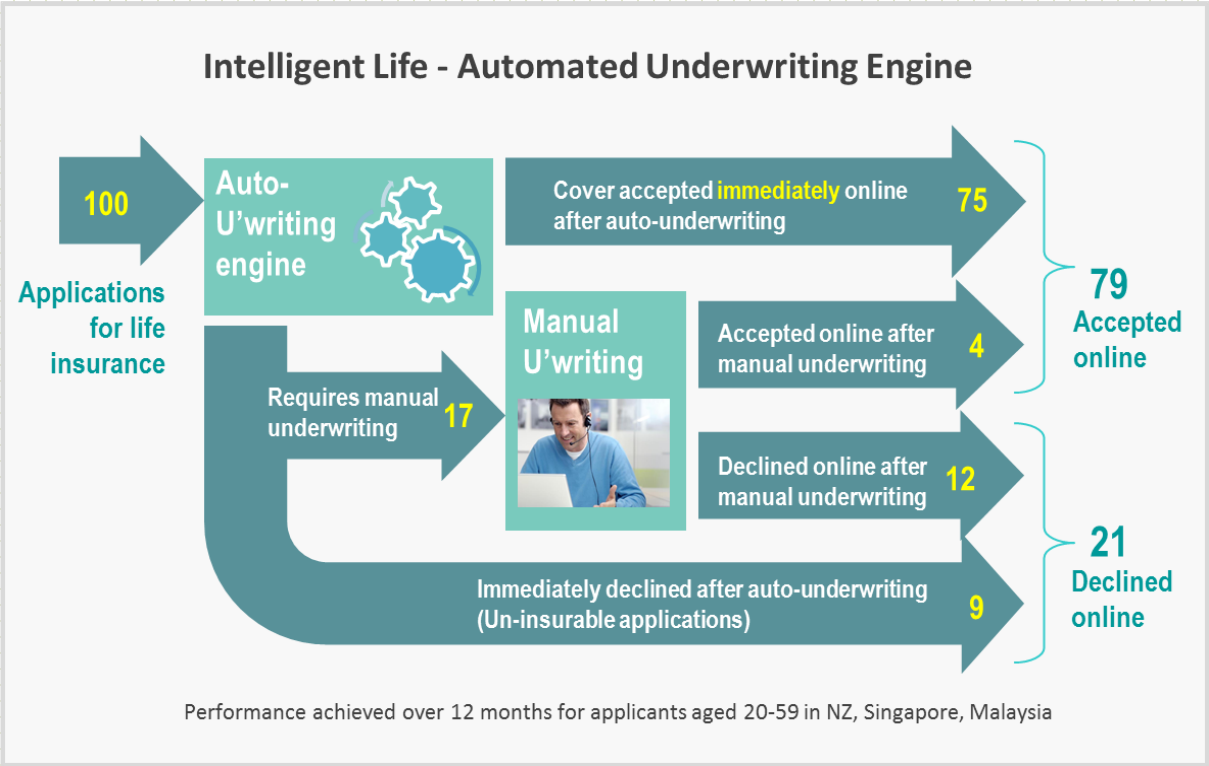 Intelligent Life - Automated Underwriting Engine
100
Applications
for life
insurance
Auto-
U'writing
engine
Cover accepted immediately online
after auto-underwriting
75
Manual
U'writing
Accepted online after
manual underwriting
4
79
Accepted
online
Requires manual
underwriting
17
Declined online after
manual underwriting
12
Immediately declined after auto-underwriting
(Un-insurable applications)
9
21
Declined
online
Performance achieved over 12 months for applicants aged 20-59 in NZ, Singapore, Malaysia